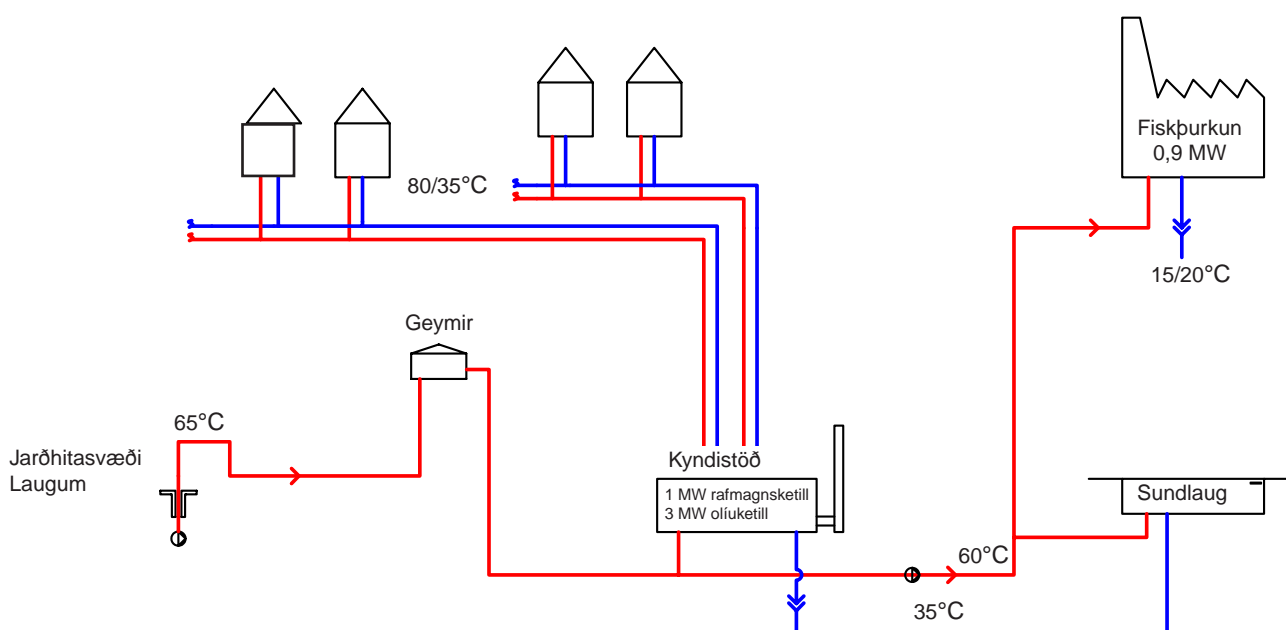 Fiskþurkun
0,9 MW
80/35°C
15/20°C
Geymir
65°C
Jarðhitasvæði
Laugum
Kyndistöð
1 MW rafmagnsketill
3 MW olíuketill
Sundlaug
60°C
35°C